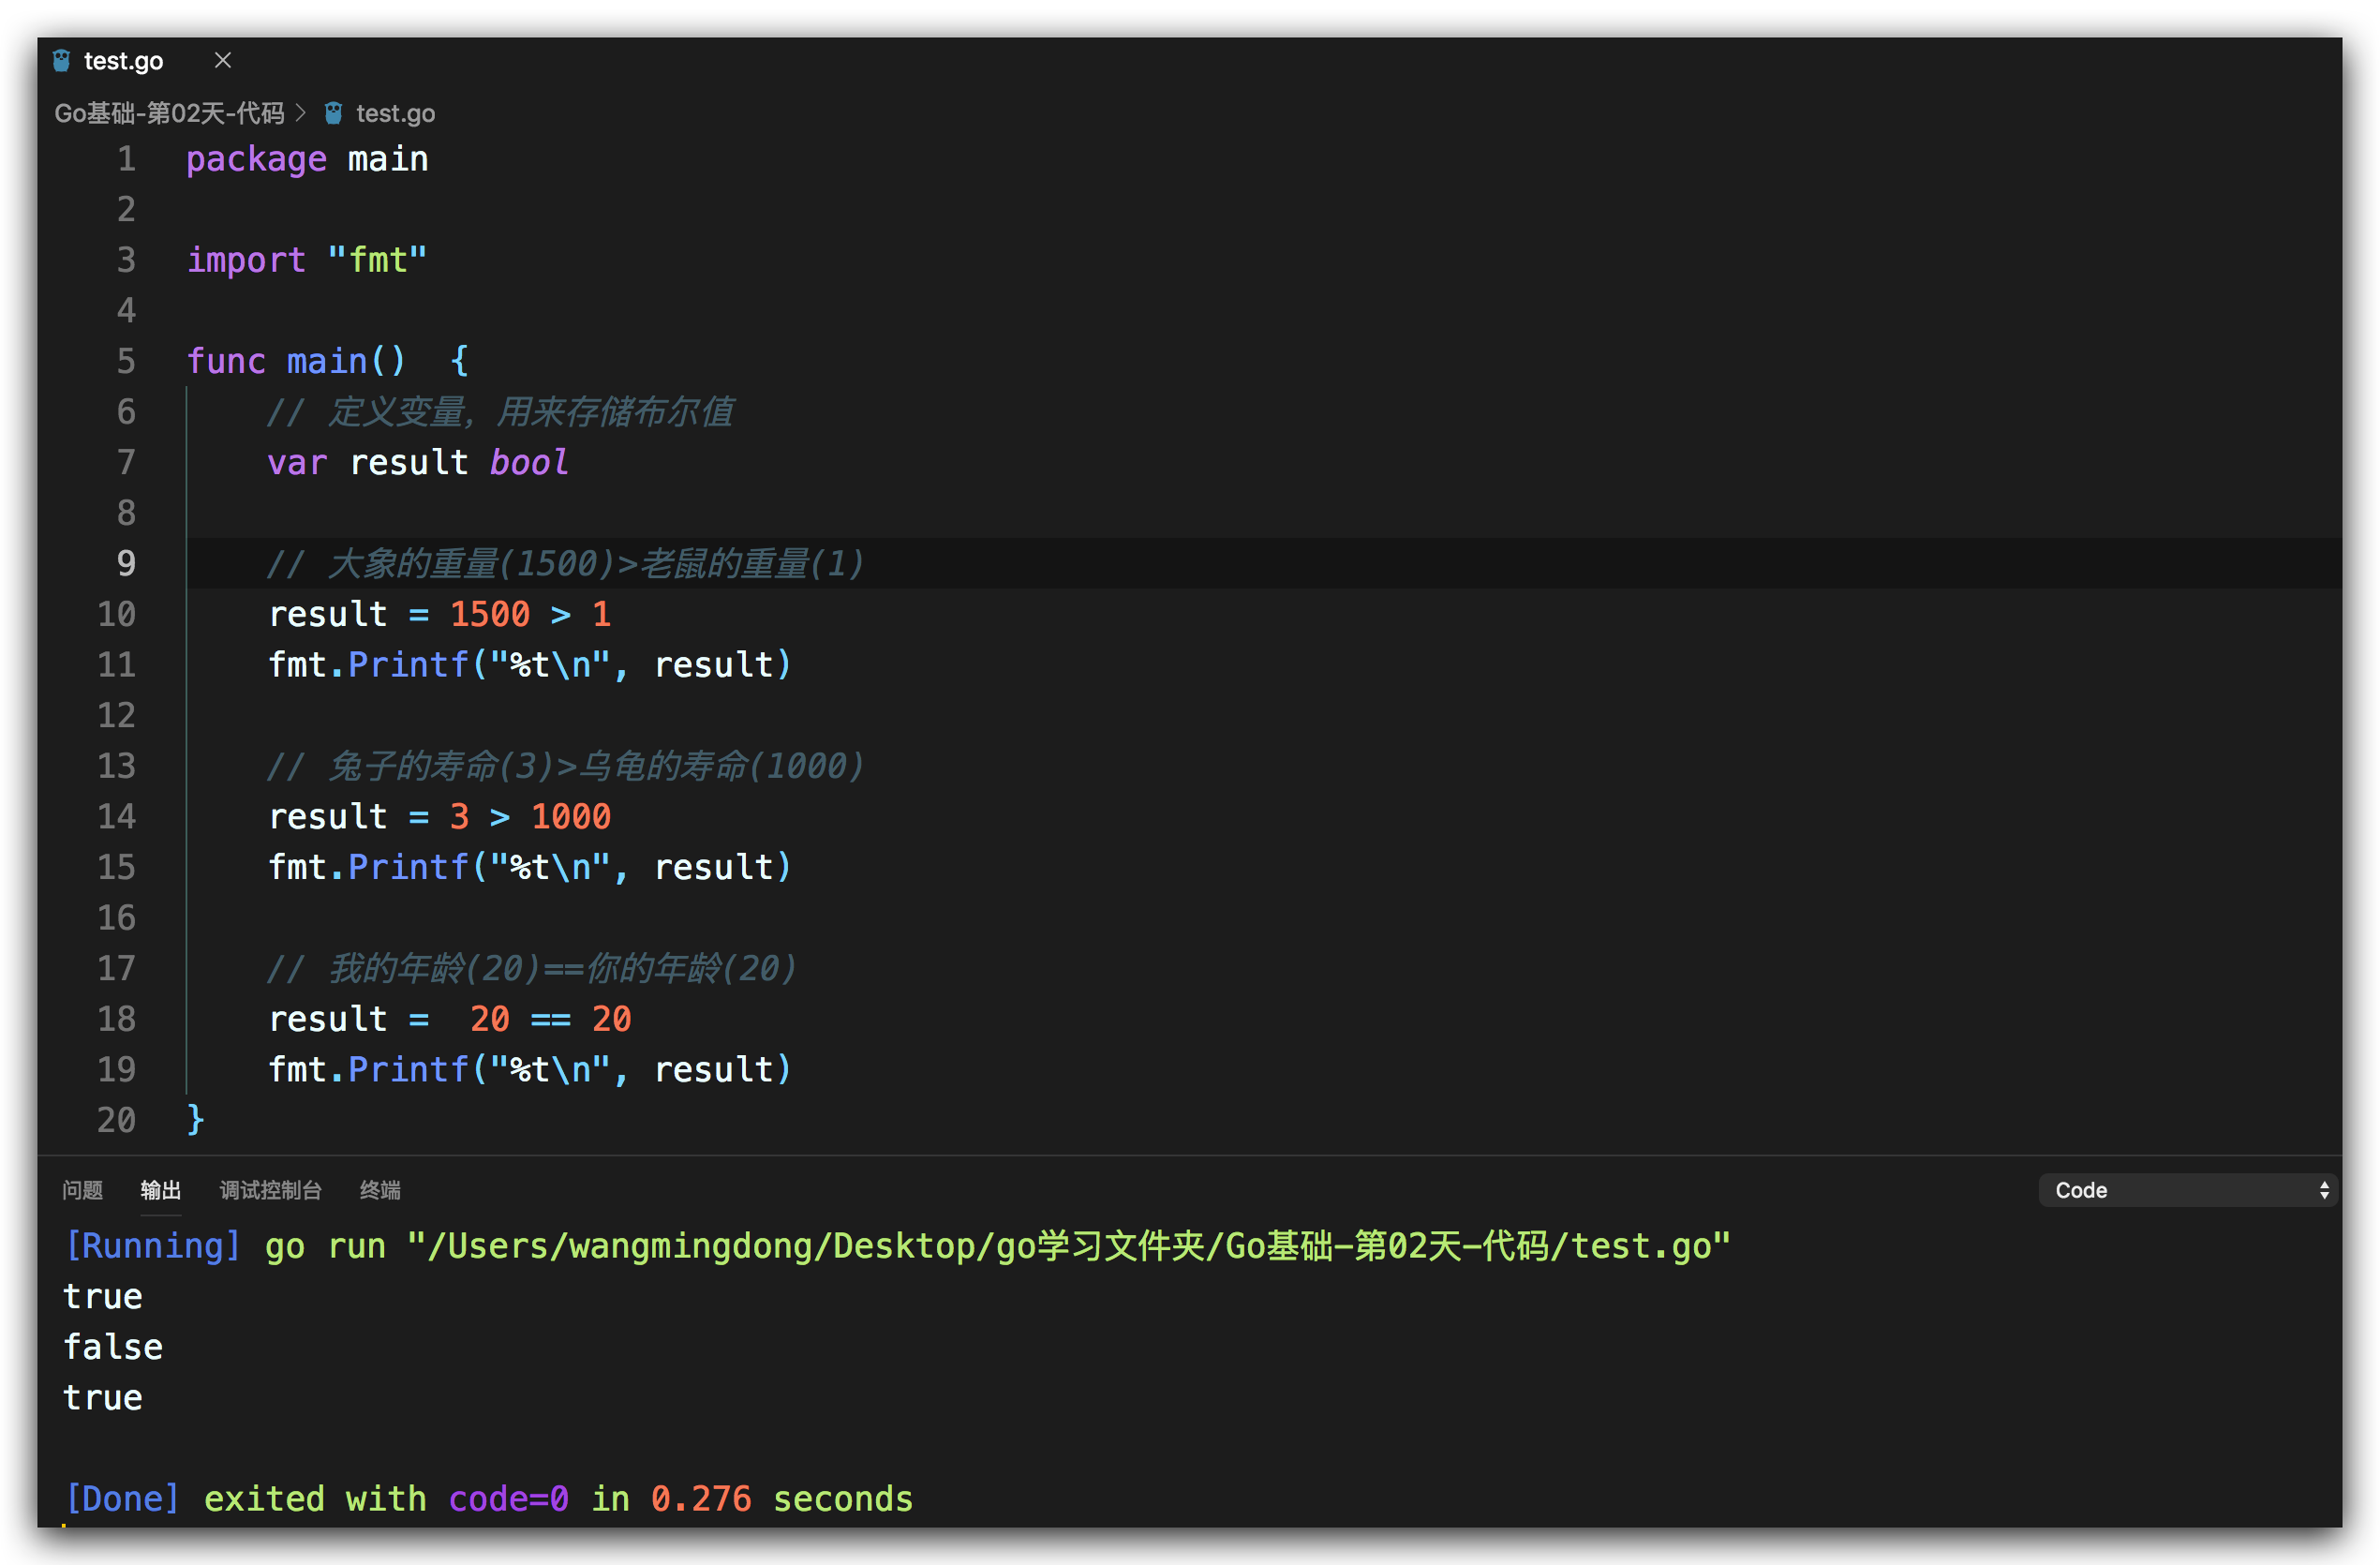 test.go
Go基础-第02天-代码 > test.go
1 package main
2
3 import "fmt"
4
5 func main()  {
6     // 定义变量，用来存储布尔值
7     var result bool
8
9     // 大象的重量(1500)>老鼠的重量(1)
10     result = 1500 > 1
11     fmt.Printf("%t\n", result)
12
13     // 兔子的寿命(3)>乌龟的寿命(1000)
14     result = 3 > 1000
15     fmt.Printf("%t\n", result)
16
17     // 我的年龄(20)==你的年龄(20)
18     result =  20 == 20
19     fmt.Printf("%t\n", result)
20 }
问题 输出 调试控制台 终端 Code
[Running] go run "/Users/wangmingdong/Desktop/go学习文件夹/Go基础-第02天-代码/test.go"
true
false
true
[Done] exited with code=0 in 0.276 seconds